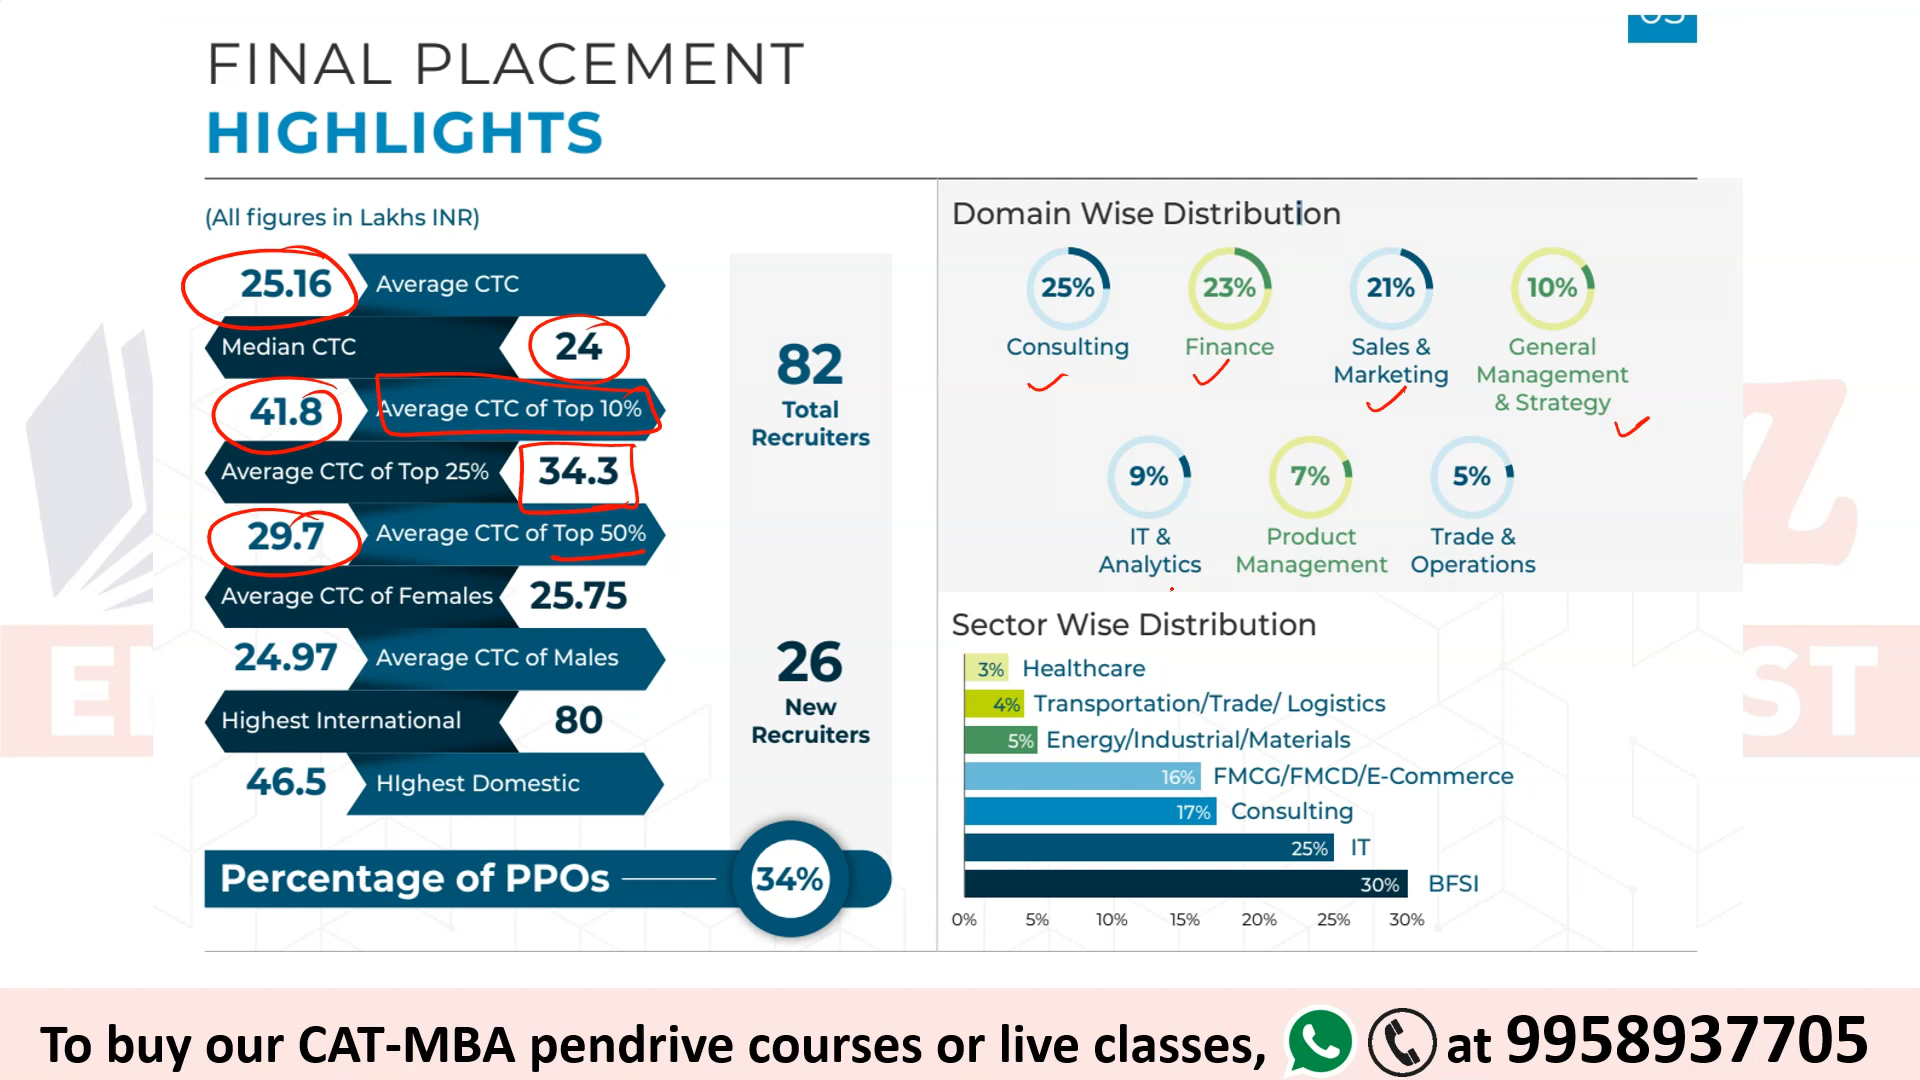 FINAL PLACEMENT
HIGHLIGHTS
(All figures in Lakhs INR)
25.16 Average CTC
Median CTC 24
41.8 Average CTC of Top 10%
Average CTC of Top 25% 34.3
29.7 Average CTC of Top 50%
Average CTC of Females 25.75
24.97 Average CTC of Males
Highest International 80
46.5 HIghest Domestic
Percentage of PPOs 34%
82
Total
Recruiters
26
New
Recruiters
Domain Wise Distribution
25% 23% 21% 10%
Consulting
Finance
Sales &
Marketing
General
Management
& Strategy
9% 7% 5%
IT &
Analytics
Product
Management
Trade &
Operations
Sector Wise Distribution
3% Healthcare
4% Transportation/Trade/ Logistics
5% Energy/Industrial/Materials
16% FMCG/FMCD/E-Commerce
17% Consulting
25% IT
30% BFSI
0% 5% 10% 15% 20% 25% 30%
To buy our CAT-MBA pendrive courses or live classes, at 9958937705